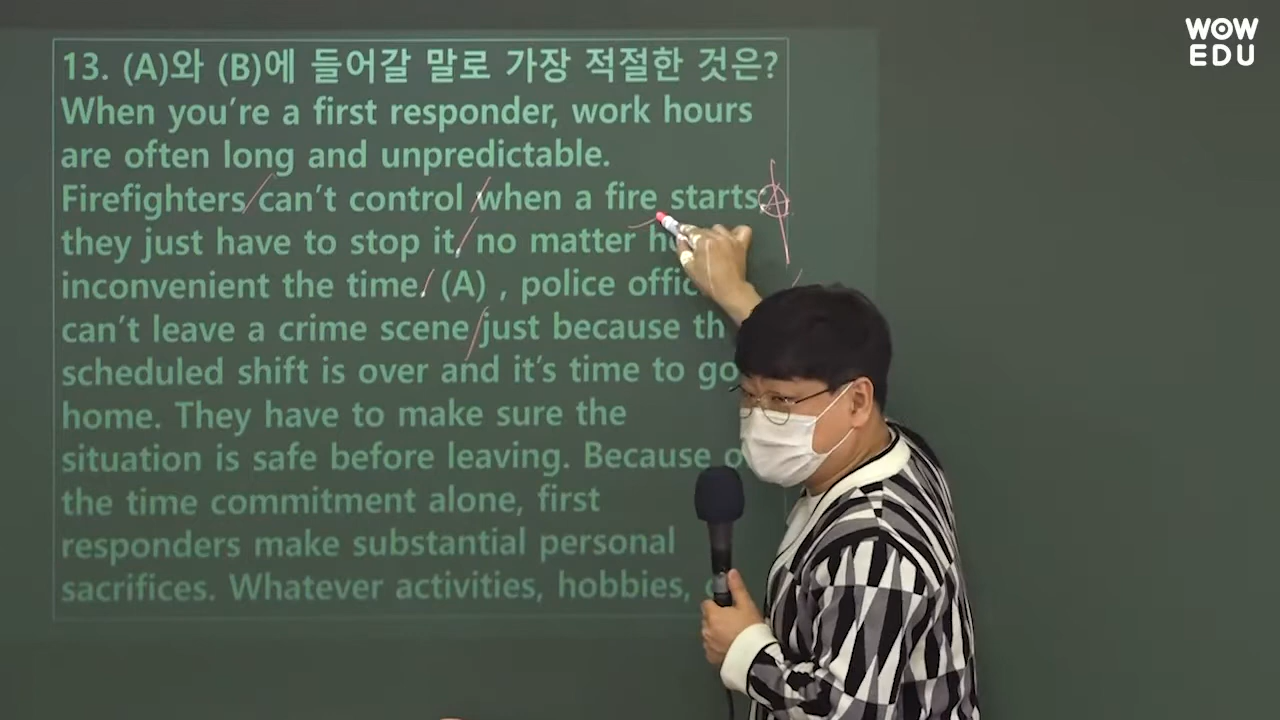 WOW
EDU
13. (A)와 (B)에 들어갈 말로 가장 적절한 것은?
When you're a first responder, work hours
are often long and unpredictable.
Firefighters can't control when a fire starts
they just have to stop it, no matter
inconvenient the time. (A) , police
can't leave a crime scene just because
scheduled shift is over and it's time to go
home. They have to make sure the
situation is safe before leaving. Because
the time commitment alone, first
responders make substantial personal
sacrifices. Whatever activities, hobbies,